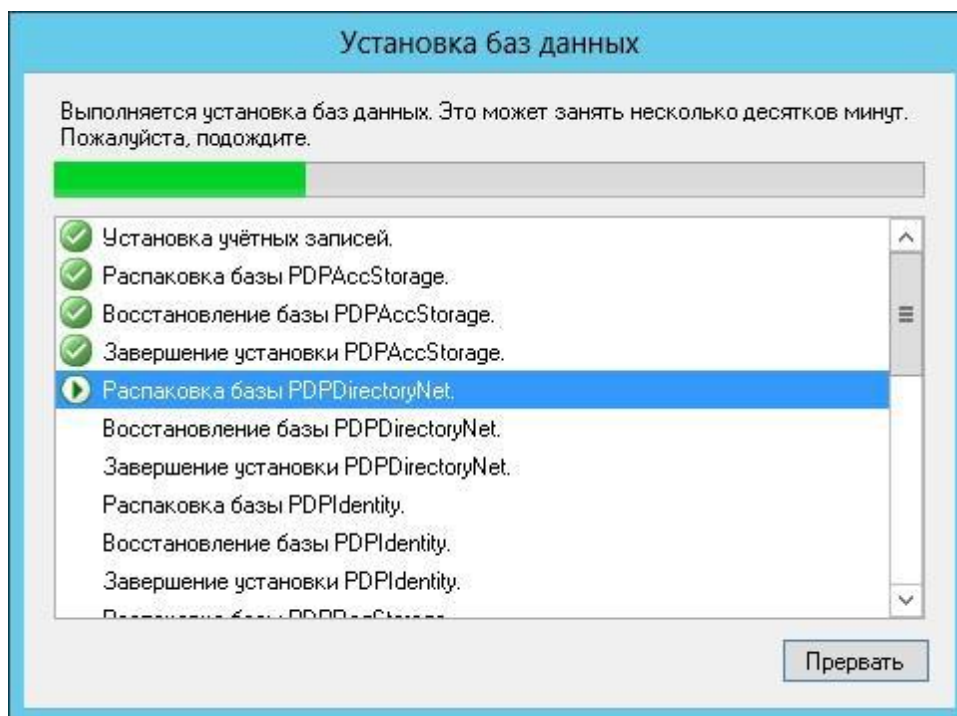 Установка баз данных
Выполняется установка баз данных. Это может занять несколько десятков минут.
Пожалуйста, подождите.
Установка учётных записей.
Распаковка базы PDPAccStorage.
Восстановление базы PDPAccStorage.
Завершение установки PDPAccStorage.
Распаковка базы PDPDirectoryNet.
Восстановление базы PDPDirectoryNet.
Завершение установки PDPDirectoryNet.
Распаковка базы PDPIdentity.
Восстановление базы PDPIdentity.
Завершение установки PDPIdentity.
Прервать